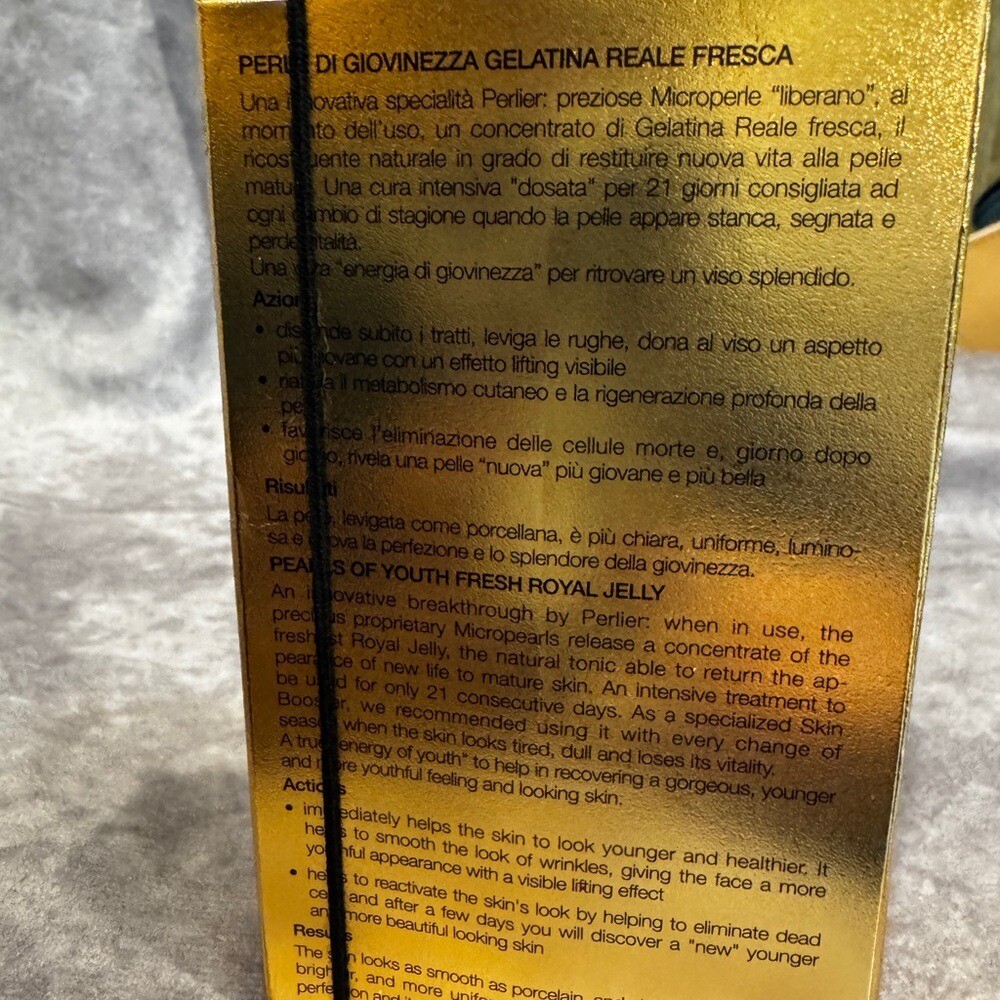 PERLE DI GIOVINEZZA GELATINA REALE FRESCA
Una innovativa specialità Perlier: preziose Microperle "liberano", al
momento dell'uso, un concentrato di Gelatina Reale fresca, il
ricostituente naturale in grado di restituire nuova vita alla pelle
matura. Una cura intensiva "dosata" per 21 giorni consigliata ad
ogni cambio di stagione quando la pelle appare stanca, segnata e
perde vitalità.
Una vera "energia di giovinezza" per ritrovare un viso splendido.
Azioni
• distende subito i tratti, leviga le rughe, dona al viso un aspetto
più giovane con un effetto lifting visibile
• il metabolismo cutaneo e la rigenerazione profonda della
pelle
• favorisce l'eliminazione delle cellule morte e, giorno dopo
giorno, rivela una pelle "nuova" più giovane e più bella
Risultati
La pelle, levigata come porcellana, è più chiara, uniforme, lumino-
sa e trova la perfezione e lo splendore della giovinezza.
PEARLS OF YOUTH FRESH ROYAL JELLY
An innovative breakthrough by Perlier: when in use, the
precious proprietary Micropearls release a concentrate of the
freshest Royal Jelly, the natural tonic able to return the ap-
pearance of new life to mature skin. An intensive treatment to
be used for only 21 consecutive days. As a specialized Skin
Booster, we recommended using it with every change of
season when the skin looks tired, dull and loses its vitality.
A true "energy of youth" to help in recovering a gorgeous, younger
and more youthful feeling and looking skin.
Actions
• immediately helps the skin to look younger and healthier. It
helps to smooth the look of wrinkles, giving the face a more
youthful appearance with a visible lifting effect
• helps to reactivate the skin's look by helping to eliminate dead
cells and after a few days you will discover a "new" younger
and more beautiful looking skin
Results
The skin looks as smooth as porcelain, and
brighter, and more
perfection and